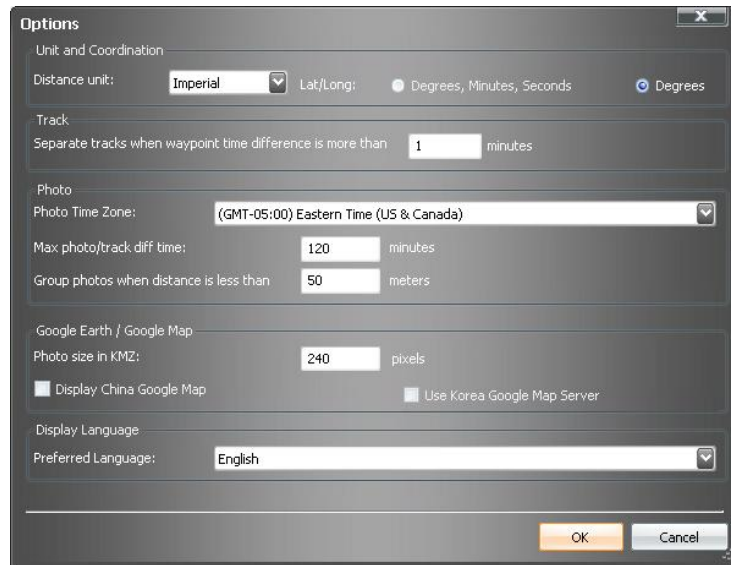 Options
X
Unit and Coordination
Distance unit: Imperial Lat/Long: Degrees, Minutes, Seconds Degrees
Track
Separate tracks when waypoint time difference is more than 1 minutes
Photo
Photo Time Zone: (GMT-05:00) Eastern Time (US & Canada)
Max photo/track diff time: 120 minutes
Group photos when distance is less than 50 meters
Google Earth / Google Map
Photo size in KMZ: 240 pixels
Display China Google Map Use Korea Google Map Server
Display Language
Preferred Language: English
OK Cancel